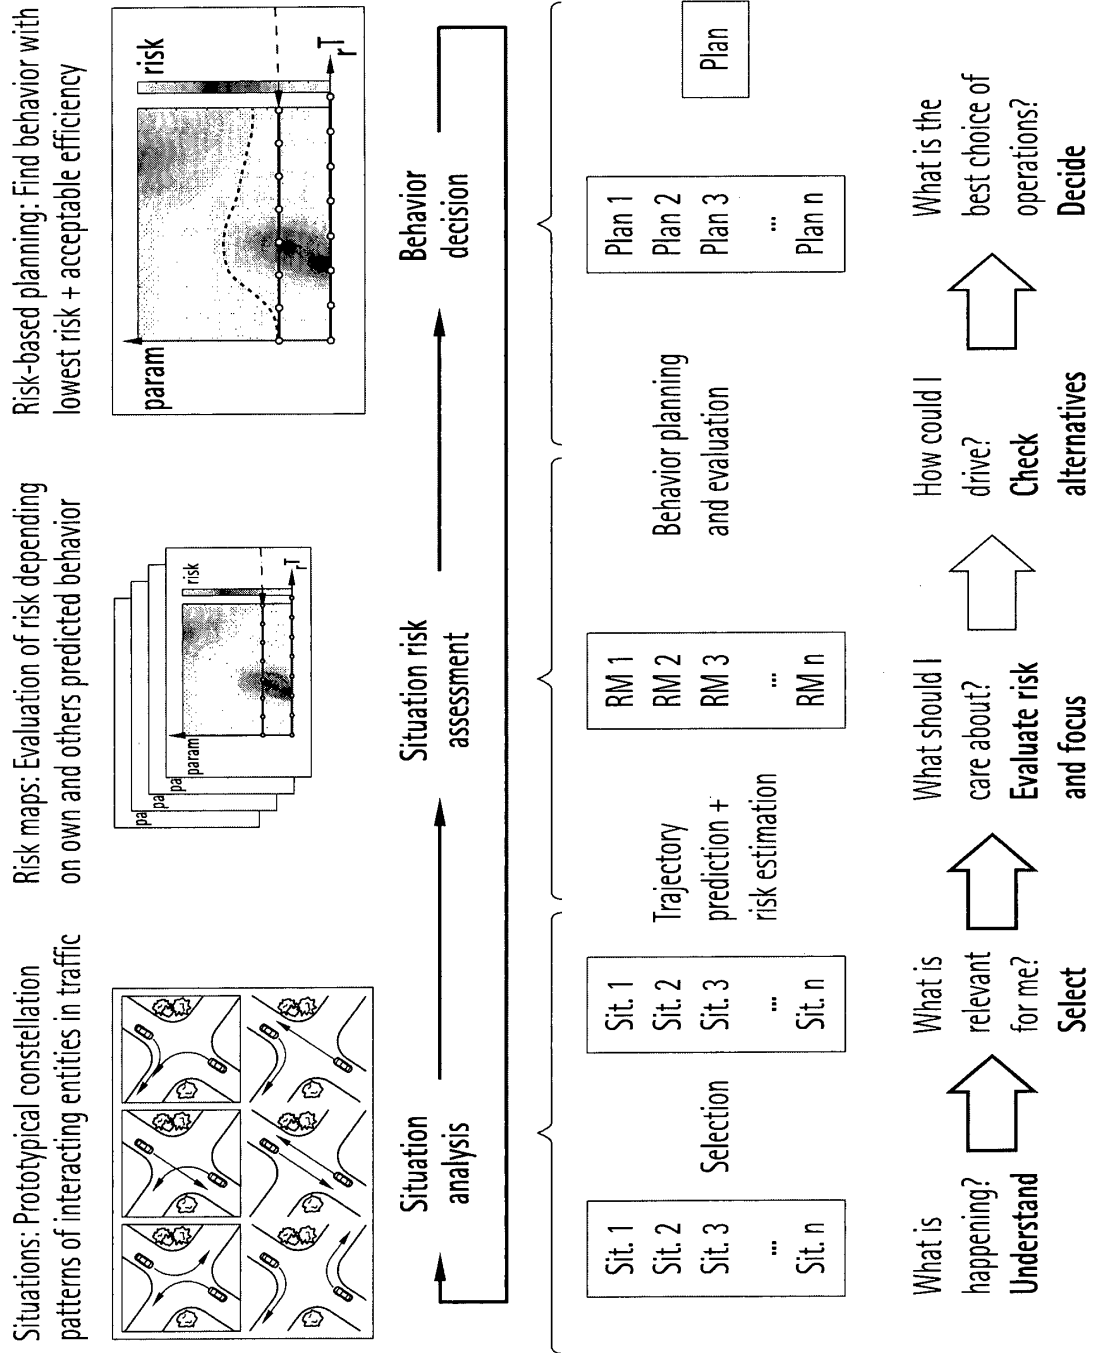 Situations: Prototypical constellation
patterns of interacting entities in traffic
Risk maps: Evaluation of risk depending
on own and others predicted behavior
Risk-based planning: Find behavior with
lowest risk + acceptable efficiency
pa
pa
pa
param
risk
rT
param
risk
rT
Situation
analysis
Situation risk
assessment
Behavior
decision
Sit. 1
Sit. 2
Sit. 3
...
Sit. n
Selection
Sit. 1
Sit. 2
Sit. 3
...
Sit. n
Trajectory
prediction +
risk estimation
RM 1
RM 2
RM 3
...
RM n
Behavior planning
and evaluation
Plan 1
Plan 2
Plan 3
...
Plan n
Plan
What is
happening?
Understand
What is
relevant
for me?
Select
What should I
care about?
Evaluate risk
and focus
How could I
drive?
Check
alternatives
What is the
best choice of
operations?
Decide